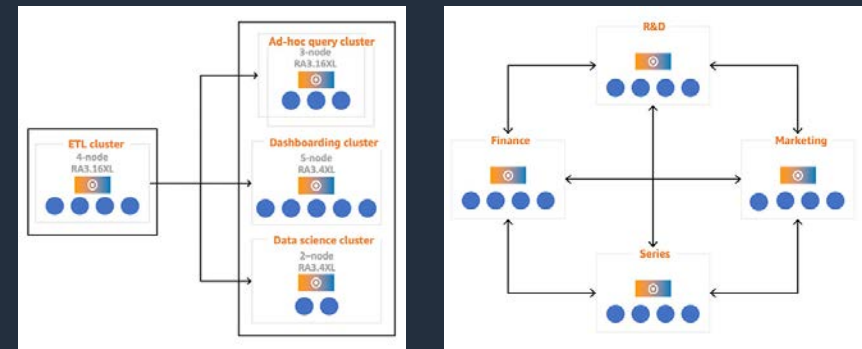 Ad-hoc query cluster
3-node
RA3.16XL
ETL cluster
4-node
RA3.16XL
Dashboarding cluster
5-node
RA3.4XL
Data science cluster
2-node
RA3.4XL
R&D
Finance
Marketing
Series